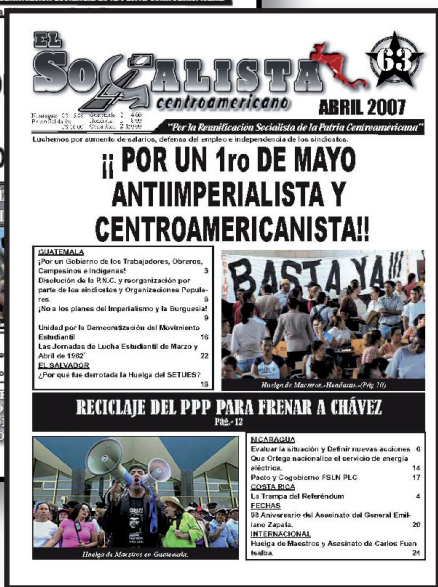 EL
SOCIALISTA
centroamericano
63
ABRIL 2007
"Por la Reunificación Socialista de la Patria Centroamericana"
Luchemos por aumento de salarios, defensa del empleo e independencia de los sindicatos.
¡¡ POR UN 1ro DE MAYO
ANTIIMPERIALISTA Y
CENTROAMERICANISTA!!
GUATEMALA
¡Por un Gobierno de los Trabajadores, Obreros,
Campesinos e Indígenas! 3
Disolución de la P.N.C. y reorganización por
parte de los sindicatos y Organizaciones Popula-
res. 8
¡No a los planes del Imperialismo y la Burguesía!
9
Unidad por la Democratización del Movimiento
Estudiantil 16
Las Jornadas de Lucha Estudiantil de Marzo y
Abril de 1962 22
EL SALVADOR
¿Por qué fue derrotada la Huelga del SETUES?
18
BASTA YA!!!
Huelga de Maestros.-Honduras.-(Pág. 10)
RECICLAJE DEL PPP PARA FRENAR A CHÁVEZ
Pág.- 12
Huelga de Maestros en Guatemala.
NICARAGUA
Evaluar la situación y Definir nuevas acciones 6
Que Ortega nacionalice el servicio de energía
eléctrica. 14
Pacto y Cogobierno FSLN PLC 17
COSTA RICA
La Trampa del Referéndum 4
FECHAS
88 Aniversario del Asesinato del General Emil-
iano Zapata. 20
INTERNACIONAL
Huelga de Maestros y Asesinato de Carlos Fuen
tealba. 24